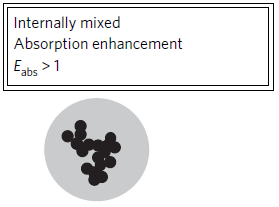 Internally mixed
Absorption enhancement
Eabs > 1